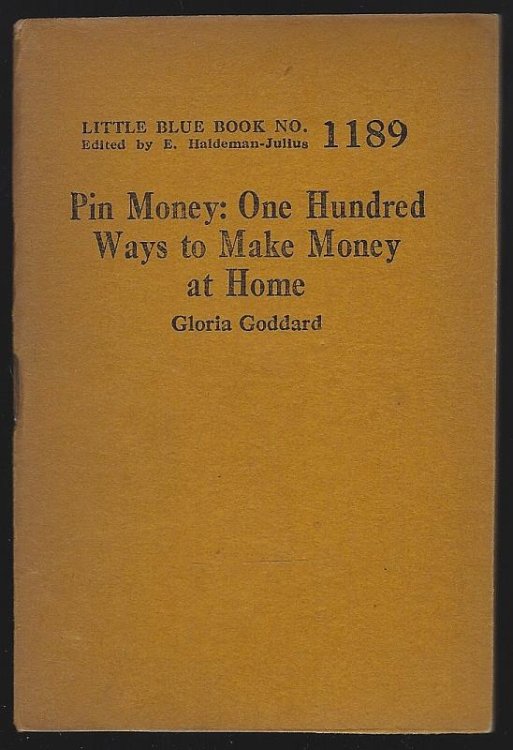 LITTLE BLUE BOOK NO. 1189
Edited by E. Haldeman-Julius
Pin Money: One Hundred
Ways to Make Money
at Home
Gloria Goddard